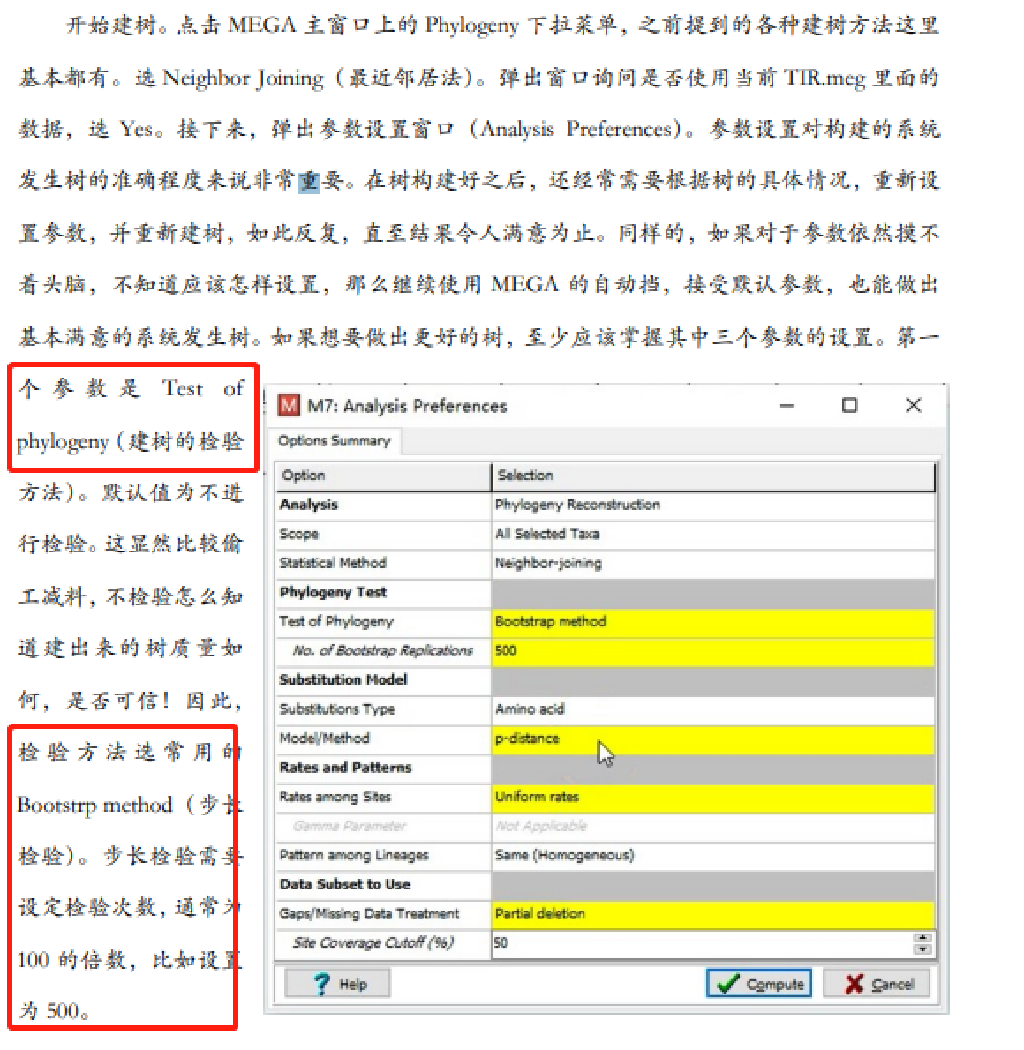 开始建树。点击 MEGA 主窗口上的 Phylogeny 下拉菜单，之前提到的各种建树方法这里
基本都有。选 Neighbor Joining（最近邻居法）。弹出窗口询问是否使用当前 TIR.meg 里面的
数据，选 Yes。接下来，弹出参数设置窗口（Analysis Preferences）。参数设置对构建的系统
发生树的准确程度来说非常重要。在树构建好之后，还经常需要根据树的具体情况，重新设
置参数，并重新建树，如此反复，直至结果令人满意为止。同样的，如果对于参数依然摸不
着头脑，不知道应该怎样设置，那么继续使用 MEGA 的自动挡，接受默认参数，也能做出
基本满意的系统发生树。如果想要做出更好的树，至少应该掌握其中三个参数的设置。第一
个参数是 Test of
phylogeny（建树的检验
方法）。默认值为不进
行检验。这显然比较偷
工减料，不检验怎么知
道建出来的树质量如
何，是否可信！因此，
检验方法选常用的
Bootstrp method（步长
检验）。步长检验需要
设定检验次数，通常为
100 的倍数，比如设置
为 500。
M7: Analysis Preferences
Options Summary
Option Selection
Analysis Phylogeny Reconstruction
Scope All Selected Taxa
Statistical Method Neighbor-joining
Phylogeny Test
Test of Phylogeny Bootstrap method
No. of Bootstrap Replications 500
Substitution Model
Substitutions Type Amino acid
Model/Method p-distance
Rates and Patterns
Rates among Sites Uniform rates
Gamma Parameter Not Applicable
Pattern among Lineages Same (Homogeneous)
Data Subset to Use
Gaps/Missing Data Treatment Partial deletion
Site Coverage Cutoff (%) 50
? Help Compute Cancel